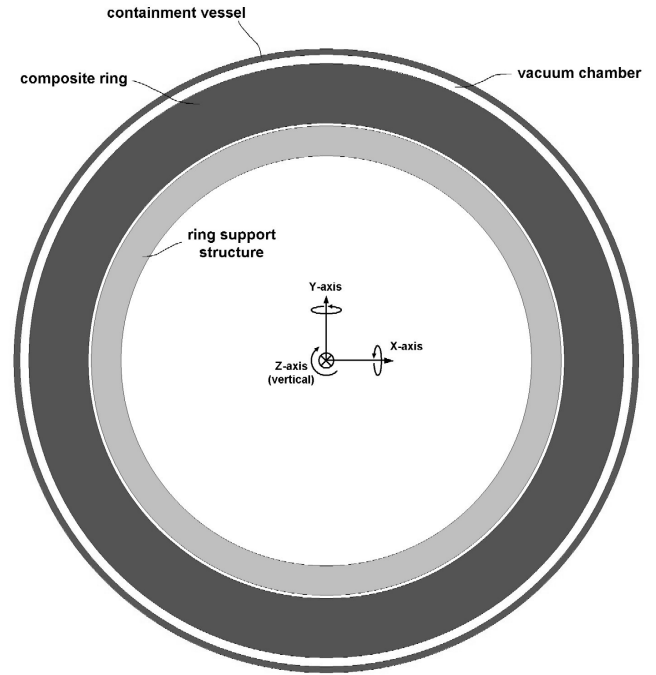 containment vessel
composite ring
vacuum chamber
ring support
structure
Y-axis
X-axis
Z-axis
(vertical)